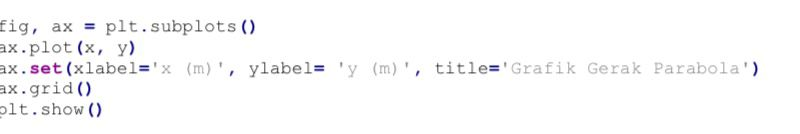 fig, ax = plt.subplots()
ax.plot(x, y)
ax.set(xlabel='x (m)', ylabel= 'y (m)', title='Grafik Gerak Parabola')
ax.grid()
plt.show()